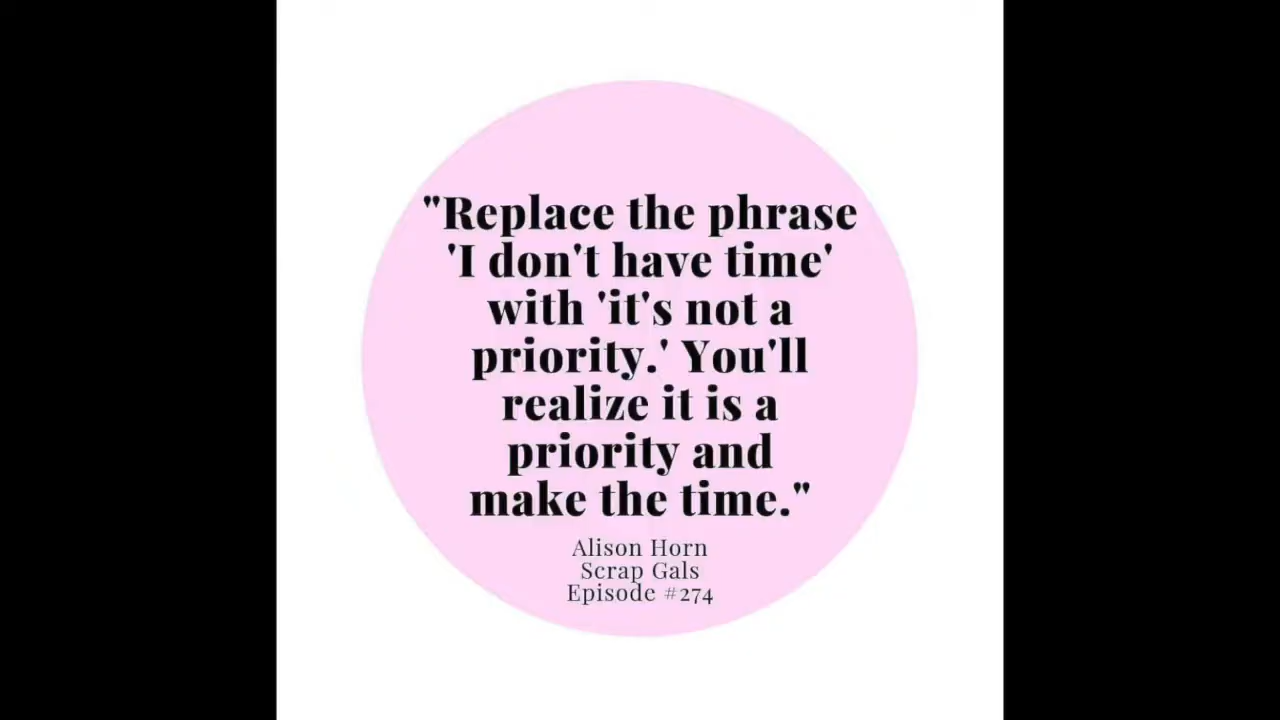 "Replace the phrase
'I don't have time'
with 'it's not a
priority.' You'll
realize it is a
priority and
make the time."
Alison Horn
Scrap Gals
Episode #274